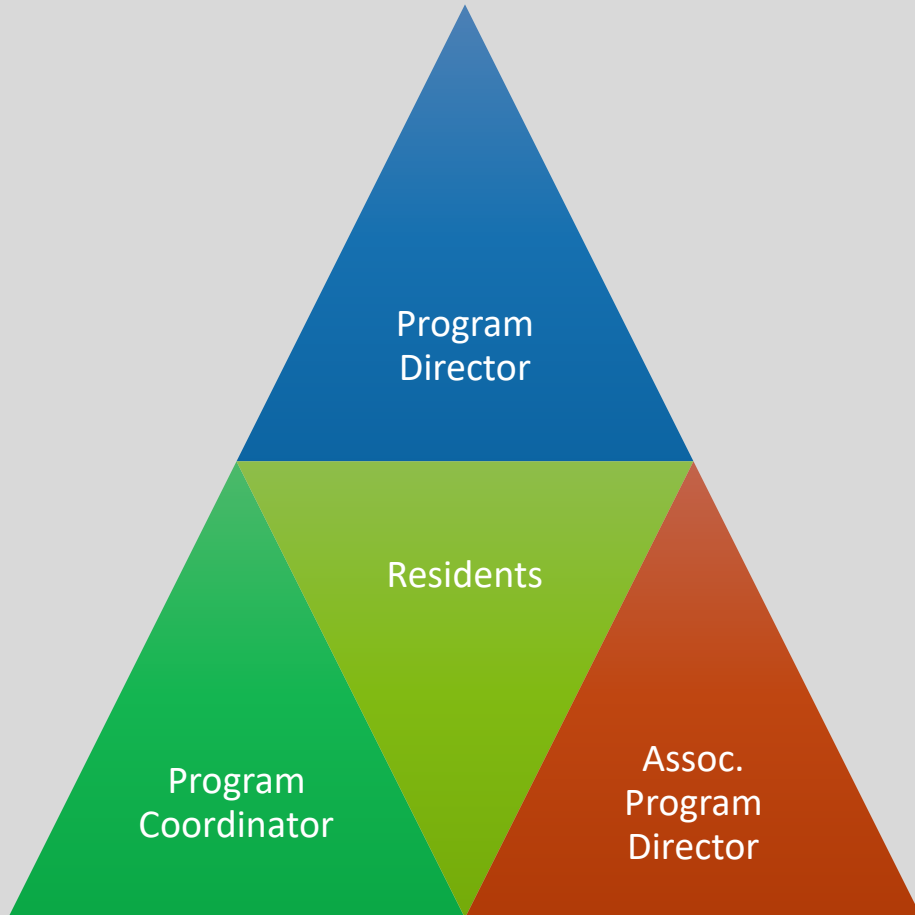 Program
Director
Residents
Program
Coordinator
Assoc.
Program
Director